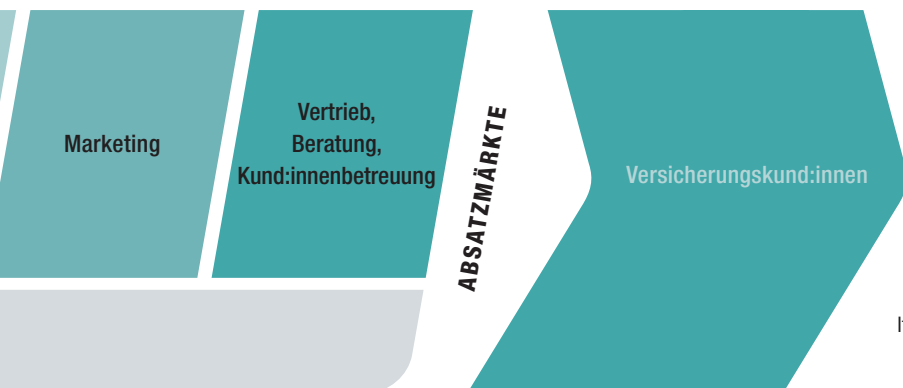 Marketing
Vertrieb,
Beratung,
Kund:innenbetreuung
ABSATZMÄRKTE
Versicherungskund:innen